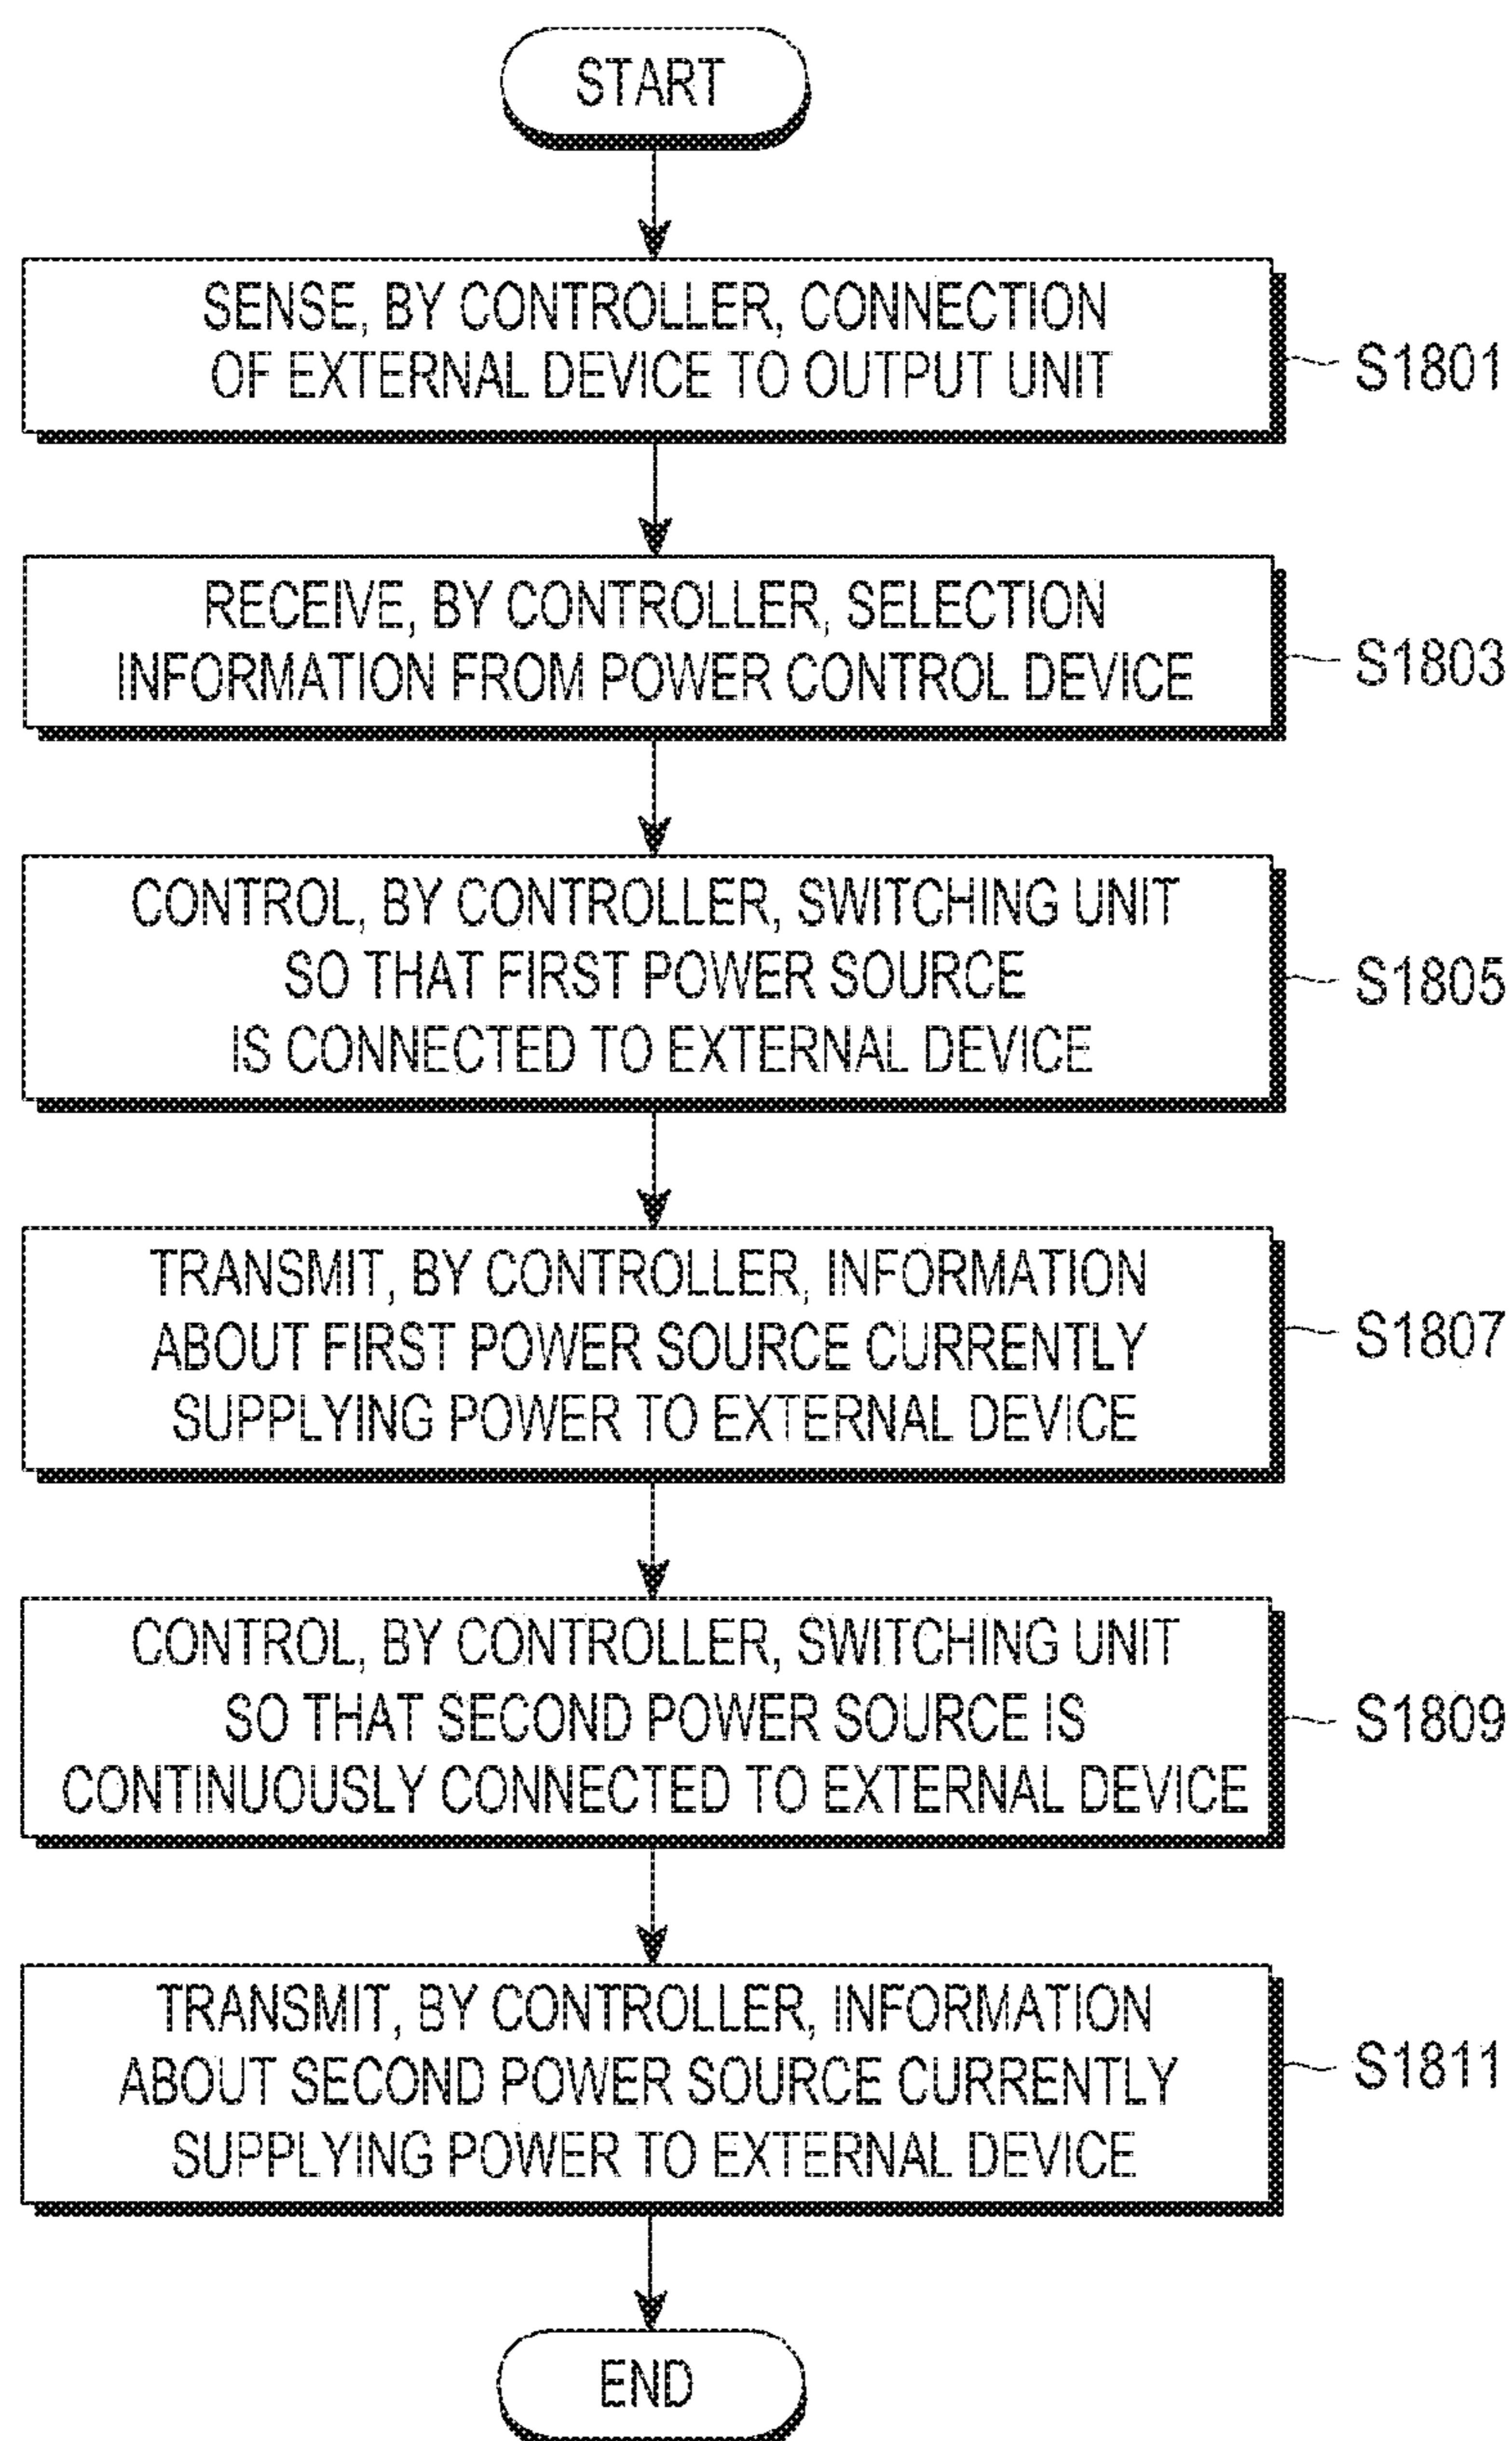 START
SENSE, BY CONTROLLER, CONNECTION
OF EXTERNAL DEVICE TO OUTPUT UNIT
S1801
RECEIVE, BY CONTROLLER, SELECTION
INFORMATION FROM POWER CONTROL DEVICE
S1803
CONTROL, BY CONTROLLER, SWITCHING UNIT
SO THAT FIRST POWER SOURCE
IS CONNECTED TO EXTERNAL DEVICE
S1805
TRANSMIT, BY CONTROLLER, INFORMATION
ABOUT FIRST POWER SOURCE CURRENTLY
SUPPLYING POWER TO EXTERNAL DEVICE
S1807
CONTROL, BY CONTROLLER, SWITCHING UNIT
SO THAT SECOND POWER SOURCE IS
CONTINUOUSLY CONNECTED TO EXTERNAL DEVICE
S1809
TRANSMIT, BY CONTROLLER, INFORMATION
ABOUT SECOND POWER SOURCE CURRENTLY
SUPPLYING POWER TO EXTERNAL DEVICE
S1811
END